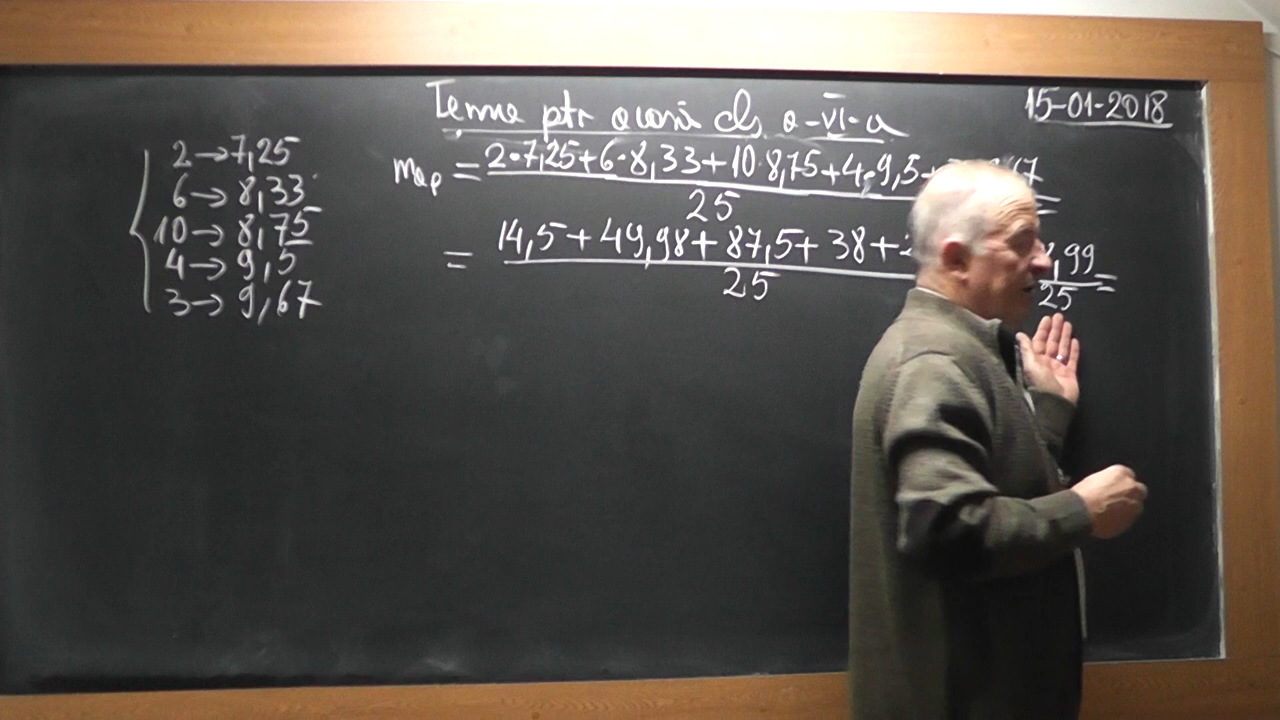 Teme ptr acasă cls a-VI-a
15-01-2018
2→7,25
6→8,33
10→8,75
4→9,5
3→9,67
map = 2·7,25+6·8,33+10·8,75+4·9,5+ 67 =
25
= 14,5+49,98+87,5+38+ ,99 =
25 25